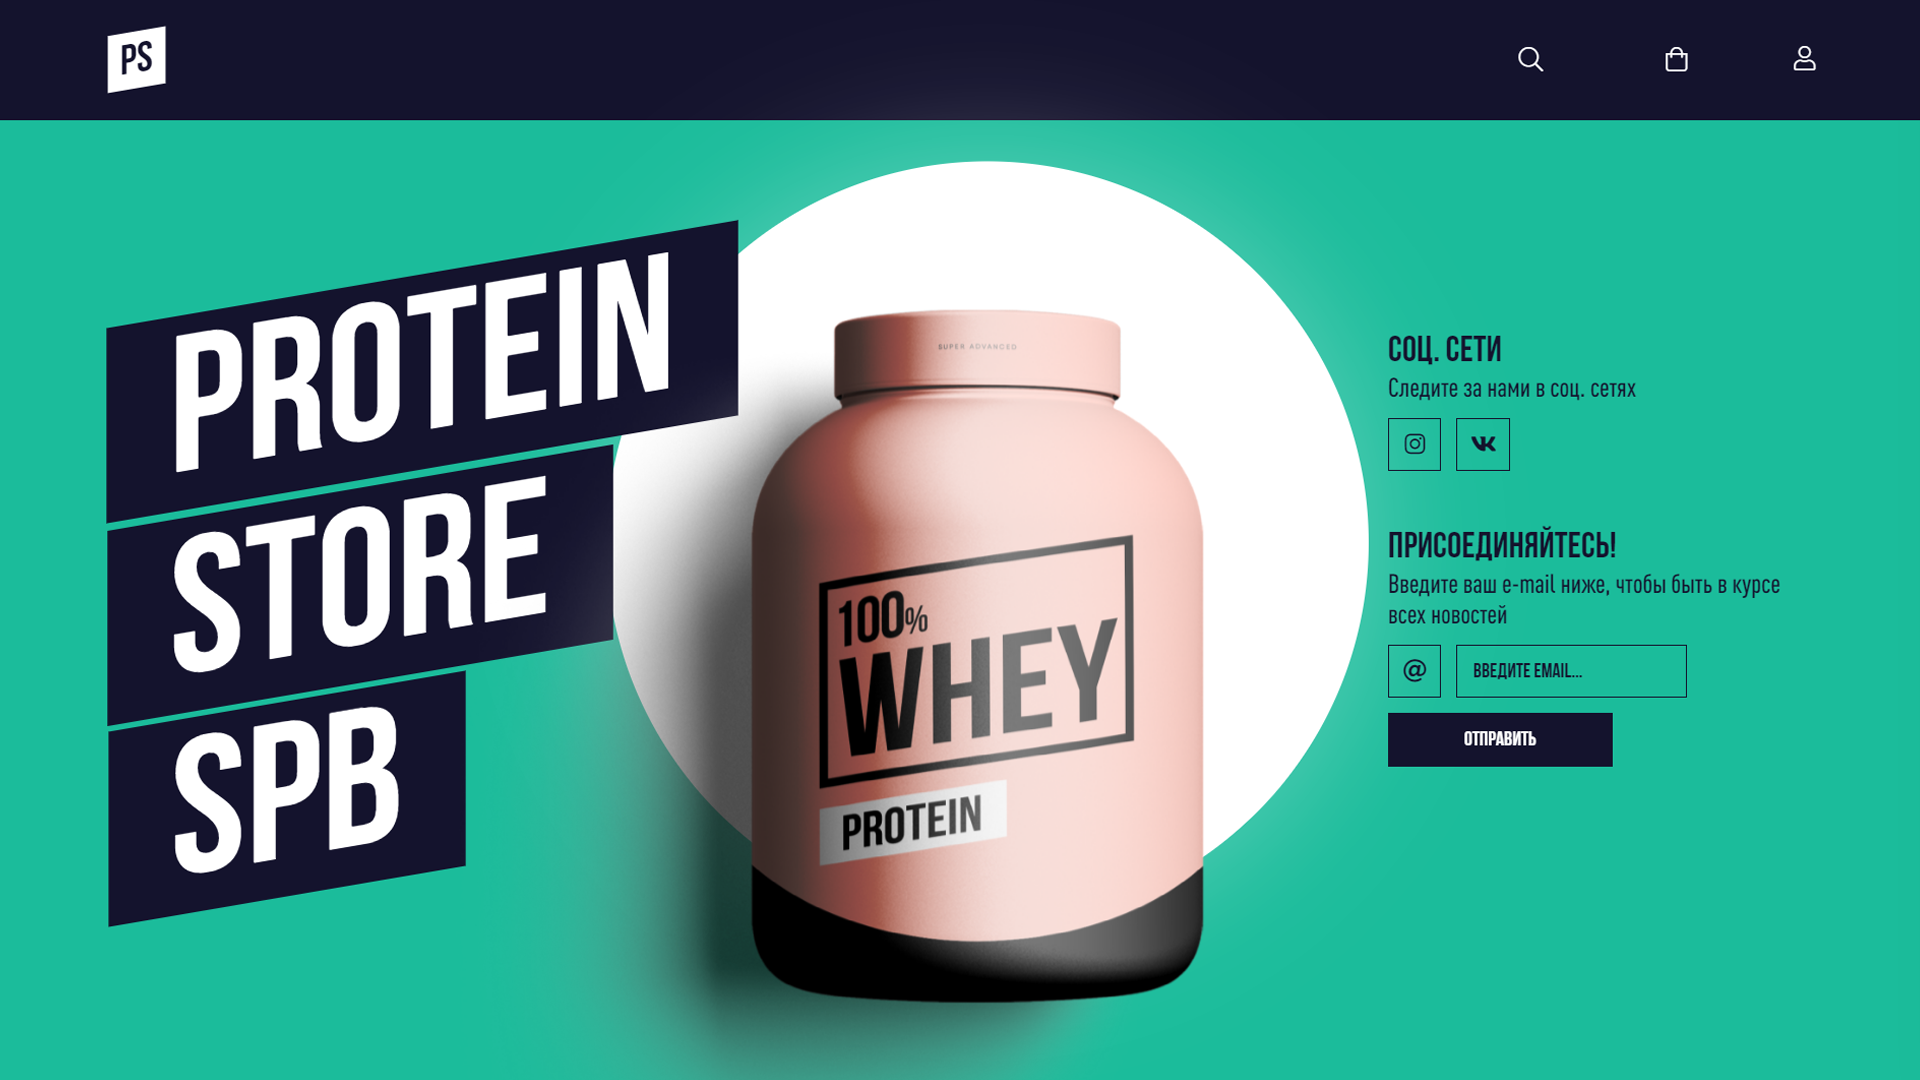 PS
PROTEIN
STORE
SPB
SUPER ADVANCED
100%
WHEY
PROTEIN
СОЦ. СЕТИ
Следите за нами в соц. сетях
ПРИСОЕДИНЯЙТЕСЬ!
Введите ваш e-mail ниже, чтобы быть в курсе
всех новостей
@ ВВЕДИТЕ EMAIL...
ОТПРАВИТЬ